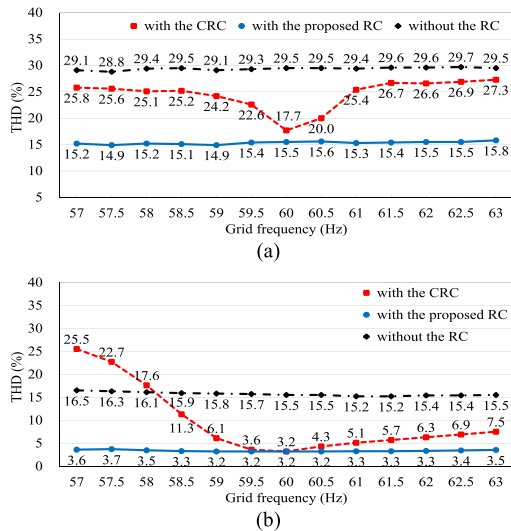 40
with the CRC with the proposed RC without the RC
35
29.1 28.8 29.4 29.5 29.1 29.3 29.5 29.5 29.4 29.6 29.6 29.7 29.5
30
25
25.8 25.6 25.1 25.2 24.2 22.6 17.7 20.0 25.4 26.7 26.6 26.9 27.3
20
15
15.2 14.9 15.2 15.1 14.9 15.4 15.5 15.6 15.3 15.4 15.5 15.5 15.8
10
5
THD (%)
57 57.5 58 58.5 59 59.5 60 60.5 61 61.5 62 62.5 63
Grid frequency (Hz)
(a)
40
with the CRC
35
with the proposed RC
30
without the RC
25
25.5 22.7 17.6 11.3 6.1 3.6 3.2 4.3 5.1 5.7 6.3 6.9 7.5
20
15
16.5 16.3 16.1 15.9 15.8 15.7 15.5 15.5 15.2 15.2 15.4 15.4 15.5
10
5
3.6 3.7 3.5 3.3 3.2 3.2 3.2 3.2 3.3 3.3 3.3 3.4 3.5
0
THD (%)
57 57.5 58 58.5 59 59.5 60 60.5 61 61.5 62 62.5 63
Grid frequency (Hz)
(b)